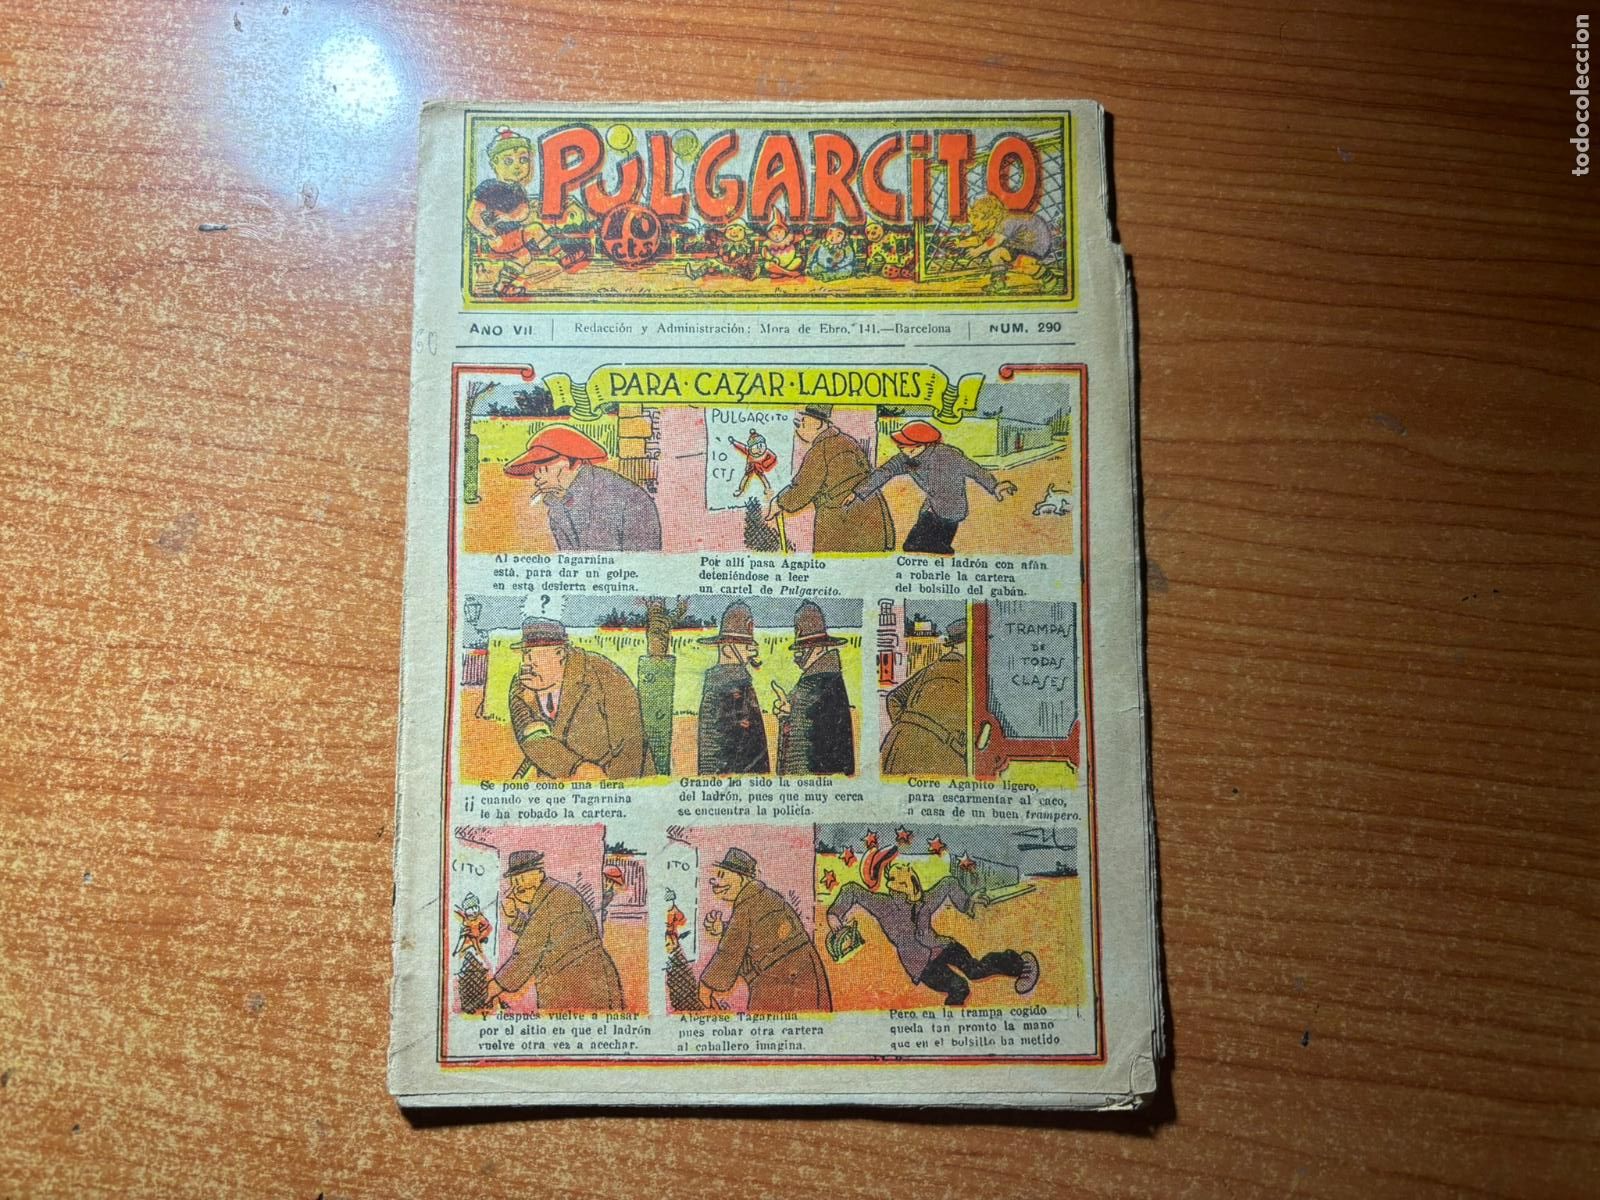 PULGARCITO
10
cts
AÑO VII
Redacción y Administración: Mora de Ebro, 141.—Barcelona
NUM. 290
PARA·CAZAR·LADRONES
PULGARCITO
10
CTS
Al acecho Tagarnina
está, para dar un golpe,
en esta desierta esquina.
Por allí pasa Agapito
deteniéndose a leer
un cartel de Pulgarcito.
Corre el ladrón con afán
a robarle la cartera
del bolsillo del gabán.
?
TRAMPAS
DE
TODAS
CLASES
Se pone como una fiera
¡¡ cuando ve que Tagarnina
le ha robado la cartera.
Grande ha sido la osadía
del ladrón, pues que muy cerca
se encuentra la policía.
Corre Agapito ligero,
para escarmentar al caco,
a casa de un buen trampero.
CITO
ITO
Y después vuelve a pasar
por el sitio en que el ladrón
vuelve otra vez a acechar.
Alégrase Tagarnina
pues robar otra cartera
al caballero imagina.
Pero en la trampa cogido
queda tan pronto la mano
que en el bolsillo ha metido
todocoleccion